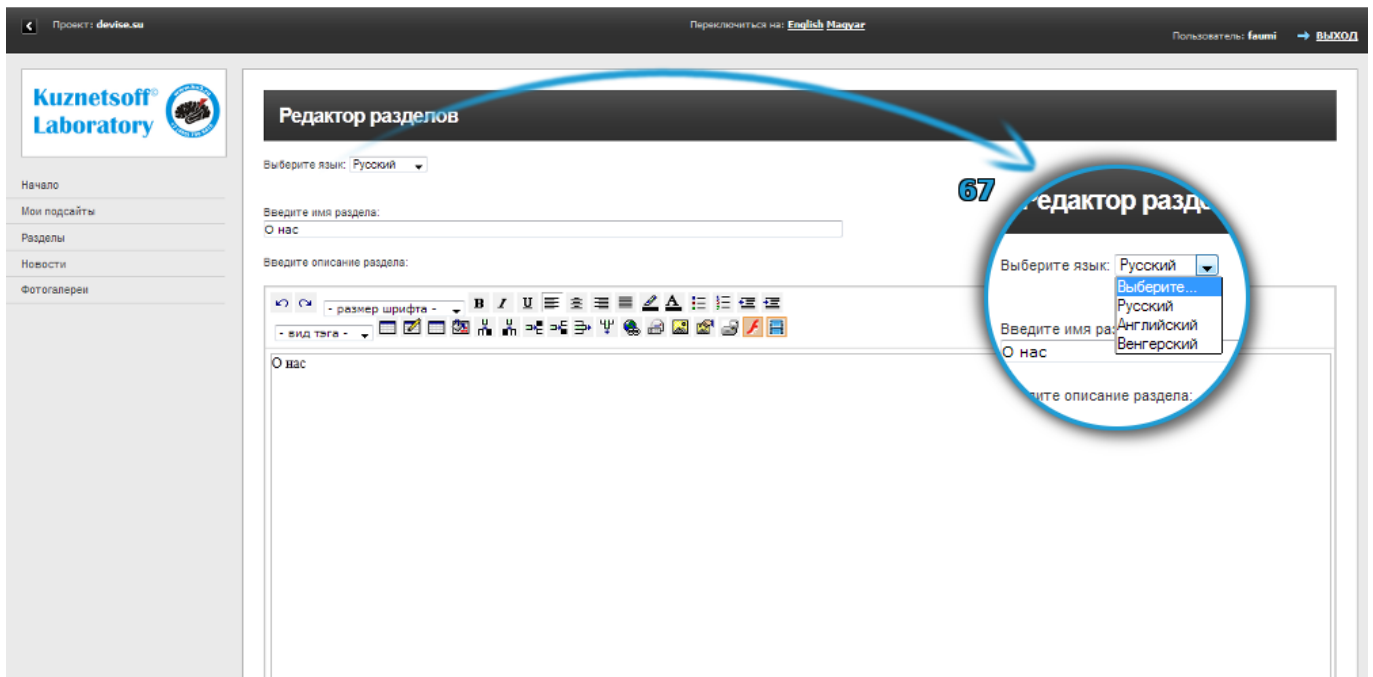 Проект: devise.su
Переключиться на: English Magyar
Пользователь: faumi
ВЫХОД
Kuznetsoff©
Laboratory
Редактор разделов
Выберите язык: Русский
Начало
Мои подсайты
Разделы
Новости
Фотогалереи
Введите имя раздела:
О нас
Введите описание раздела:
- размер шрифта -
- вид тэга -
О нас
67
Редактор разде
Выберите язык: Русский
Выберите...
Русский
Английский
Венгерский
Введите имя раз
О нас
дите описание раздела: